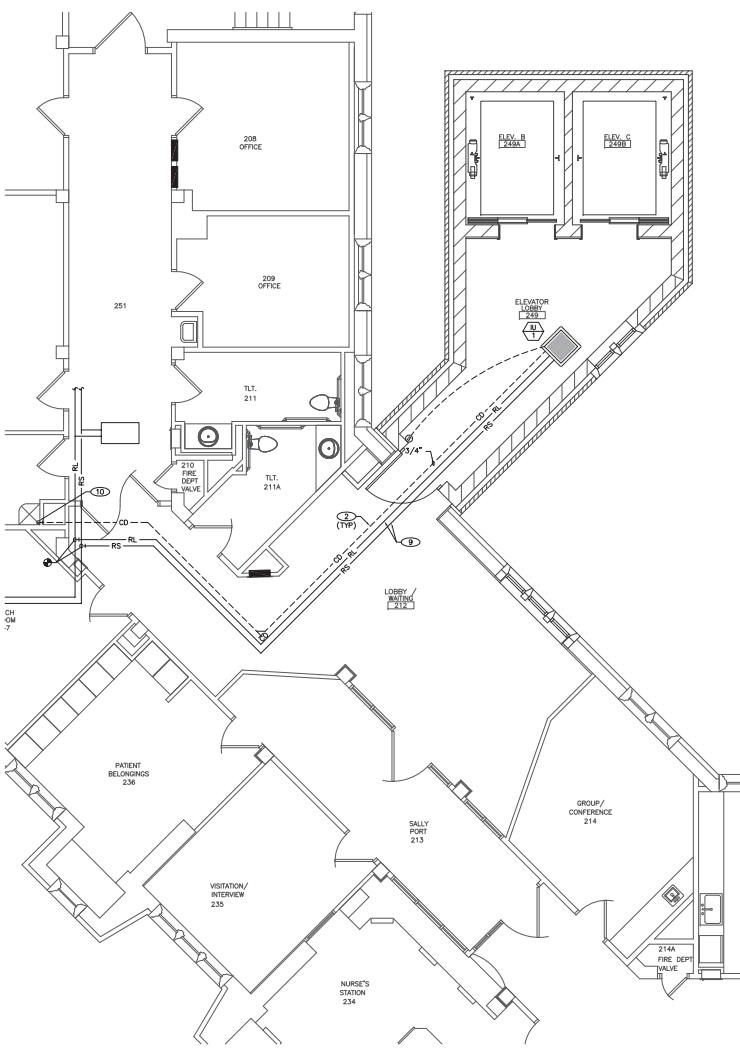 208
OFFICE
ELEV. B
249A
ELEV. C
249B
209
OFFICE
251
ELEVATOR
LOBBY
249
IU
1
TLT.
211
CD
RL
RS
3/4"
210
FIRE
DEPT
VALVE
TLT.
211A
RL
RS
10
CD
2
(TYP)
9
RL
RS
CD
RL
RS
LOBBY /
WAITING
212
CH
OM
-7
PATIENT
BELONGINGS
236
GROUP/
CONFERENCE
214
SALLY
PORT
213
VISITATION/
INTERVIEW
235
214A
FIRE DEPT
VALVE
NURSE'S
STATION
234